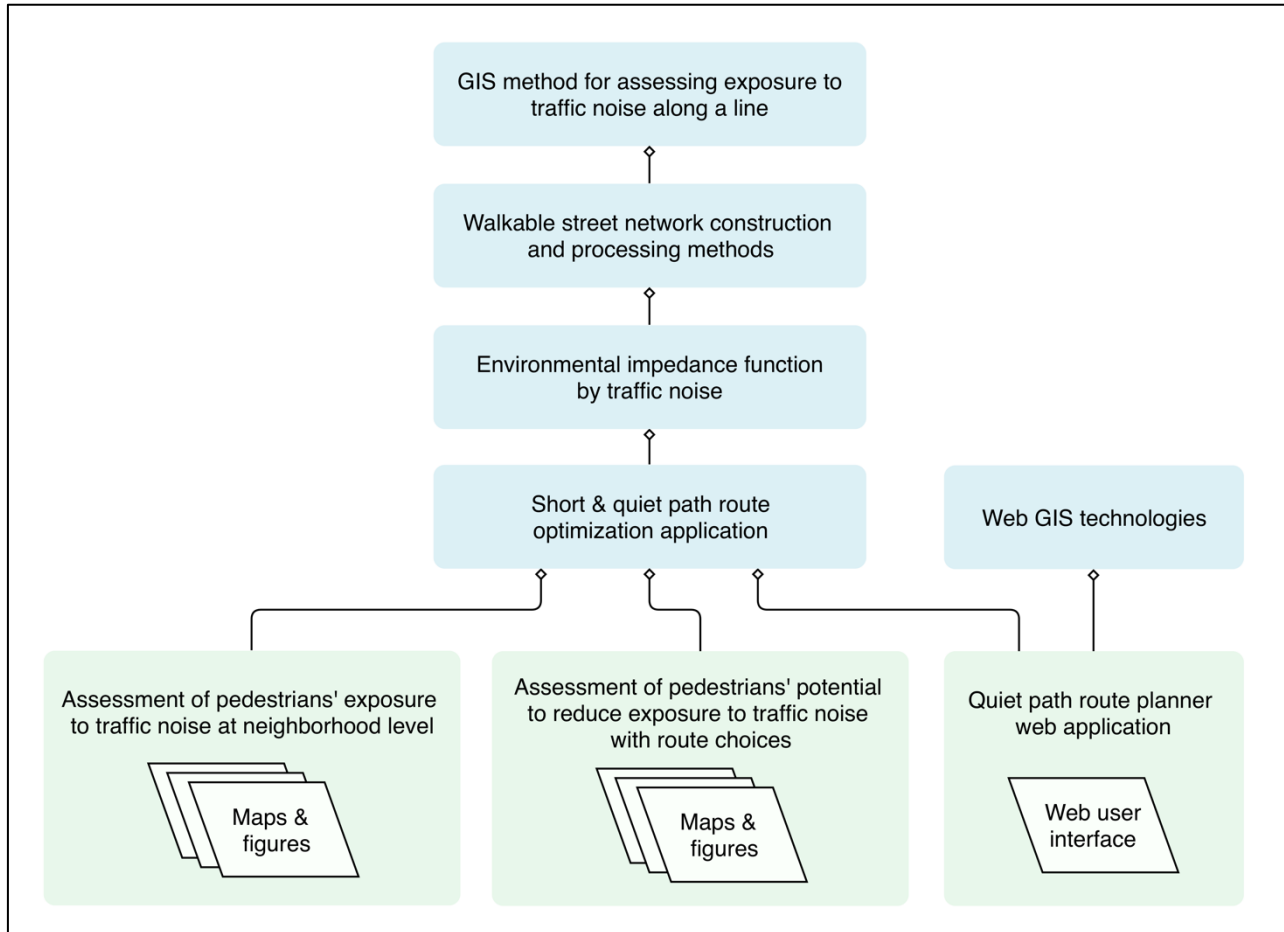 GIS method for assessing exposure to
traffic noise along a line
Walkable street network construction
and processing methods
Environmental impedance function
by traffic noise
Short & quiet path route
optimization application
Web GIS technologies
Assessment of pedestrians' exposure
to traffic noise at neighborhood level
Maps &
figures
Assessment of pedestrians' potential
to reduce exposure to traffic noise
with route choices
Maps &
figures
Quiet path route planner
web application
Web user
interface